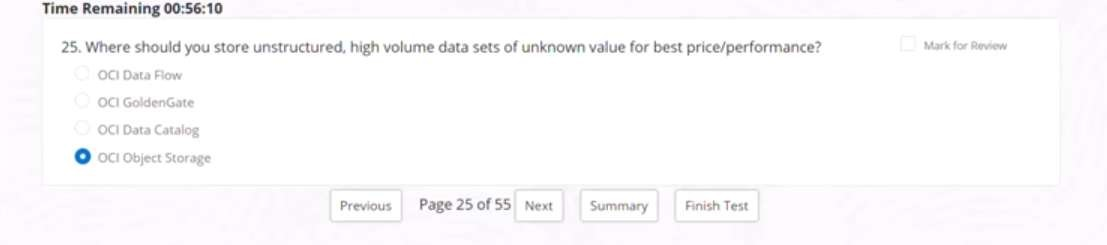 Time Remaining 00:56:10
25. Where should you store unstructured, high volume data sets of unknown value for best price/performance?
Mark for Review
OCI Data Flow
OCI GoldenGate
OCI Data Catalog
OCI Object Storage
Previous Page 25 of 55 Next Summary Finish Test